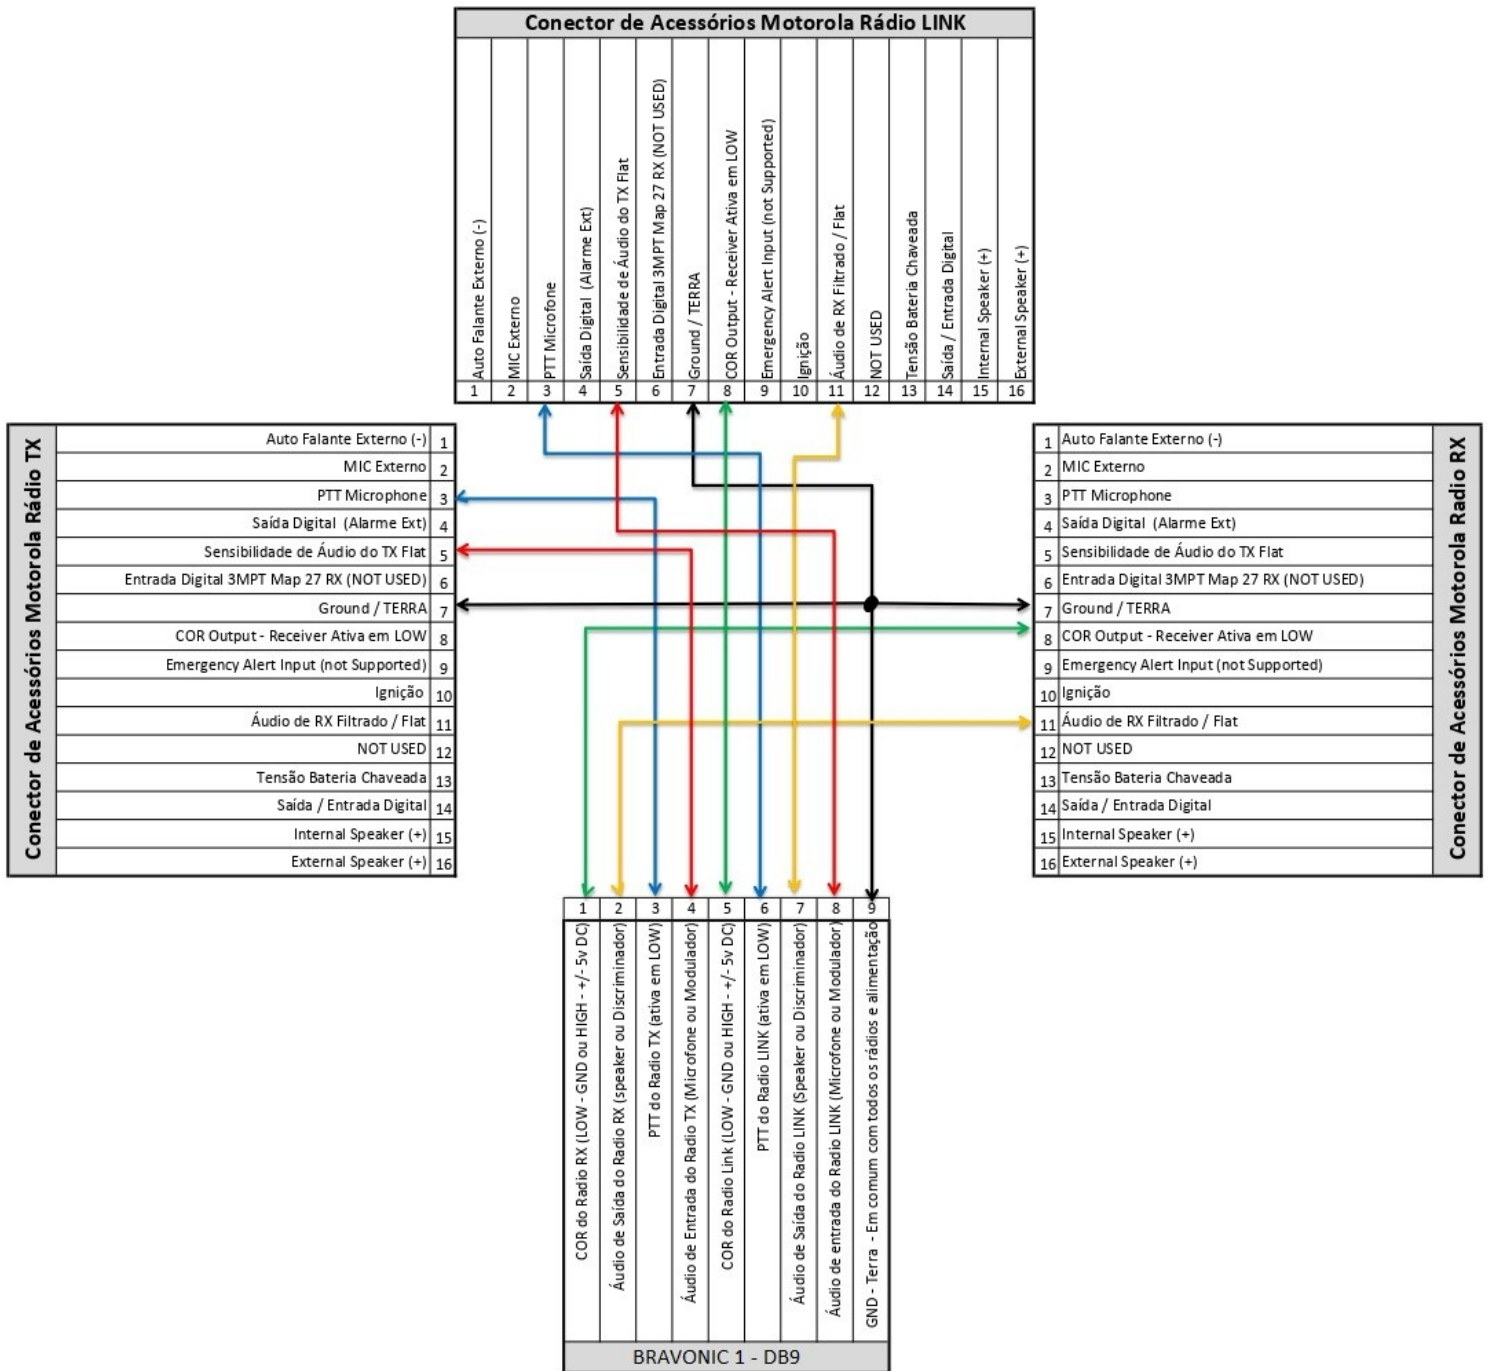 Conector de Acessórios Motorola Rádio LINK
Auto Falante Externo (-)
MIC Externo
PTT Microfone
Saída Digital (Alarme Ext)
Sensibilidade de Áudio do TX Flat
Entrada Digital 3MPT Map 27 RX (NOT USED)
Ground / TERRA
COR Output - Receiver Ativa em LOW
Emergency Alert Input (not Supported)
Ignição
Áudio de RX Filtrado / Flat
NOT USED
Tensão Bateria Chaveada
Saída / Entrada Digital
Internal Speaker (+)
External Speaker (+)
1 2 3 4 5 6 7 8 9 10 11 12 13 14 15 16
Conector de Acessórios Motorola Rádio TX
Auto Falante Externo (-) 1
MIC Externo 2
PTT Microphone 3
Saída Digital (Alarme Ext) 4
Sensibilidade de Áudio do TX Flat 5
Entrada Digital 3MPT Map 27 RX (NOT USED) 6
Ground / TERRA 7
COR Output - Receiver Ativa em LOW 8
Emergency Alert Input (not Supported) 9
Ignição 10
Áudio de RX Filtrado / Flat 11
NOT USED 12
Tensão Bateria Chaveada 13
Saída / Entrada Digital 14
Internal Speaker (+) 15
External Speaker (+) 16
1 Auto Falante Externo (-)
2 MIC Externo
3 PTT Microphone
4 Saída Digital (Alarme Ext)
5 Sensibilidade de Áudio do TX Flat
6 Entrada Digital 3MPT Map 27 RX (NOT USED)
7 Ground / TERRA
8 COR Output - Receiver Ativa em LOW
9 Emergency Alert Input (not Supported)
10 Ignição
11 Áudio de RX Filtrado / Flat
12 NOT USED
13 Tensão Bateria Chaveada
14 Saída / Entrada Digital
15 Internal Speaker (+)
16 External Speaker (+)
Conector de Acessórios Motorola Radio RX
1 2 3 4 5 6 7 8 9
COR do Radio RX (LOW - GND ou HIGH - +/- 5v DC)
Áudio de Saída do Radio RX (speaker ou Discriminador)
PTT do Radio TX (ativa em LOW)
Áudio de Entrada do Radio TX (Microfone ou Modulador)
COR do Radio Link (LOW - GND ou HIGH - +/- 5v DC)
PTT do Radio LINK (ativa em LOW)
Áudio de Saída do Radio LINK (Speaker ou Discriminador)
Áudio de entrada do Radio LINK (Microfone ou Modulador)
GND - Terra - Em comum com todos os rádios e alimentação
BRAVONIC 1 - DB9